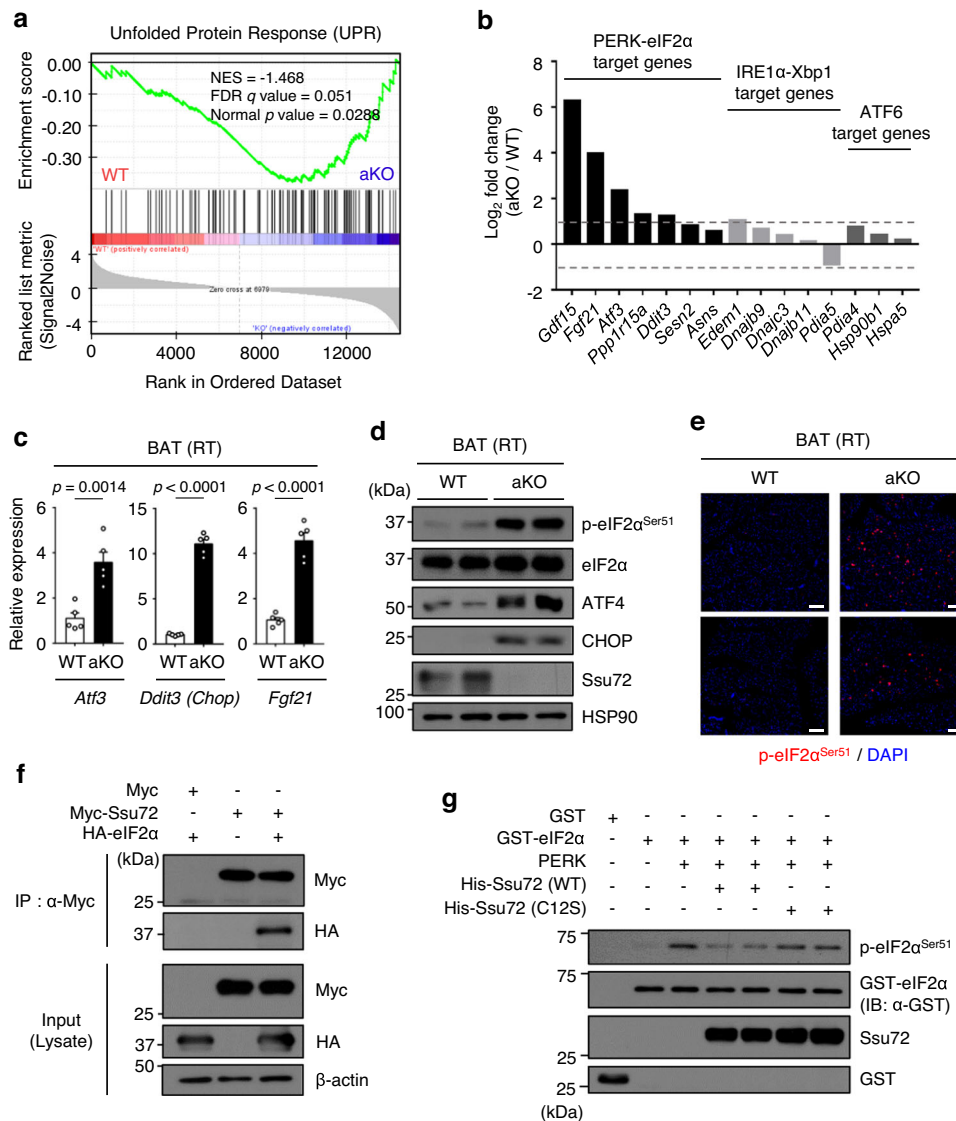 a
Unfolded Protein Response (UPR)
Enrichment score
0.00
-0.10
-0.20
-0.30
NES = -1.468
FDR q value = 0.051
Normal p value = 0.0288
WT
aKO
Ranked list metric
(Signal2Noise)
'WT' (positively correlated)
4
0
-4
Zero cross at 6970
'KO' (negatively correlated)
0 4000 8000 12000
Rank in Ordered Dataset
b
PERK-eIF2α
target genes
IRE1α-Xbp1
target genes
ATF6
target genes
Log2 fold change
(aKO / WT)
8
6
4
2
0
-2
Gdf15
Fgf21
Atf3
Ppp1r15a
Ddit3
Sesn2
Asns
Edem1
Dnajb9
Dnajc3
Dnajb11
Pdia5
Pdia4
Hsp90b1
Hspa5
c
BAT (RT)
Relative expression
p = 0.0014
6
4
2
0
WT aKO
Atf3
p < 0.0001
15
10
5
0
WT aKO
Ddit3 (Chop)
p < 0.0001
6
4
2
0
WT aKO
Fgf21
d
BAT (RT)
(kDa) WT aKO
37 p-eIF2αSer51
37 eIF2α
50 ATF4
25 CHOP
25 Ssu72
100 HSP90
e
BAT (RT)
WT aKO
p-eIF2αSer51 / DAPI
f
Myc + - -
Myc-Ssu72 - + +
HA-eIF2α + - +
(kDa)
IP : α-Myc
25 Myc
37 HA
Input
(Lysate)
25 Myc
37 HA
50 β-actin
g
GST + - - - - - -
GST-eIF2α - + + + + + +
PERK - - + + + + +
His-Ssu72 (WT) - - - + + - -
His-Ssu72 (C12S) - - - - - + +
75 p-eIF2αSer51
75 GST-eIF2α
(IB: α-GST)
25 Ssu72
25 GST
(kDa)